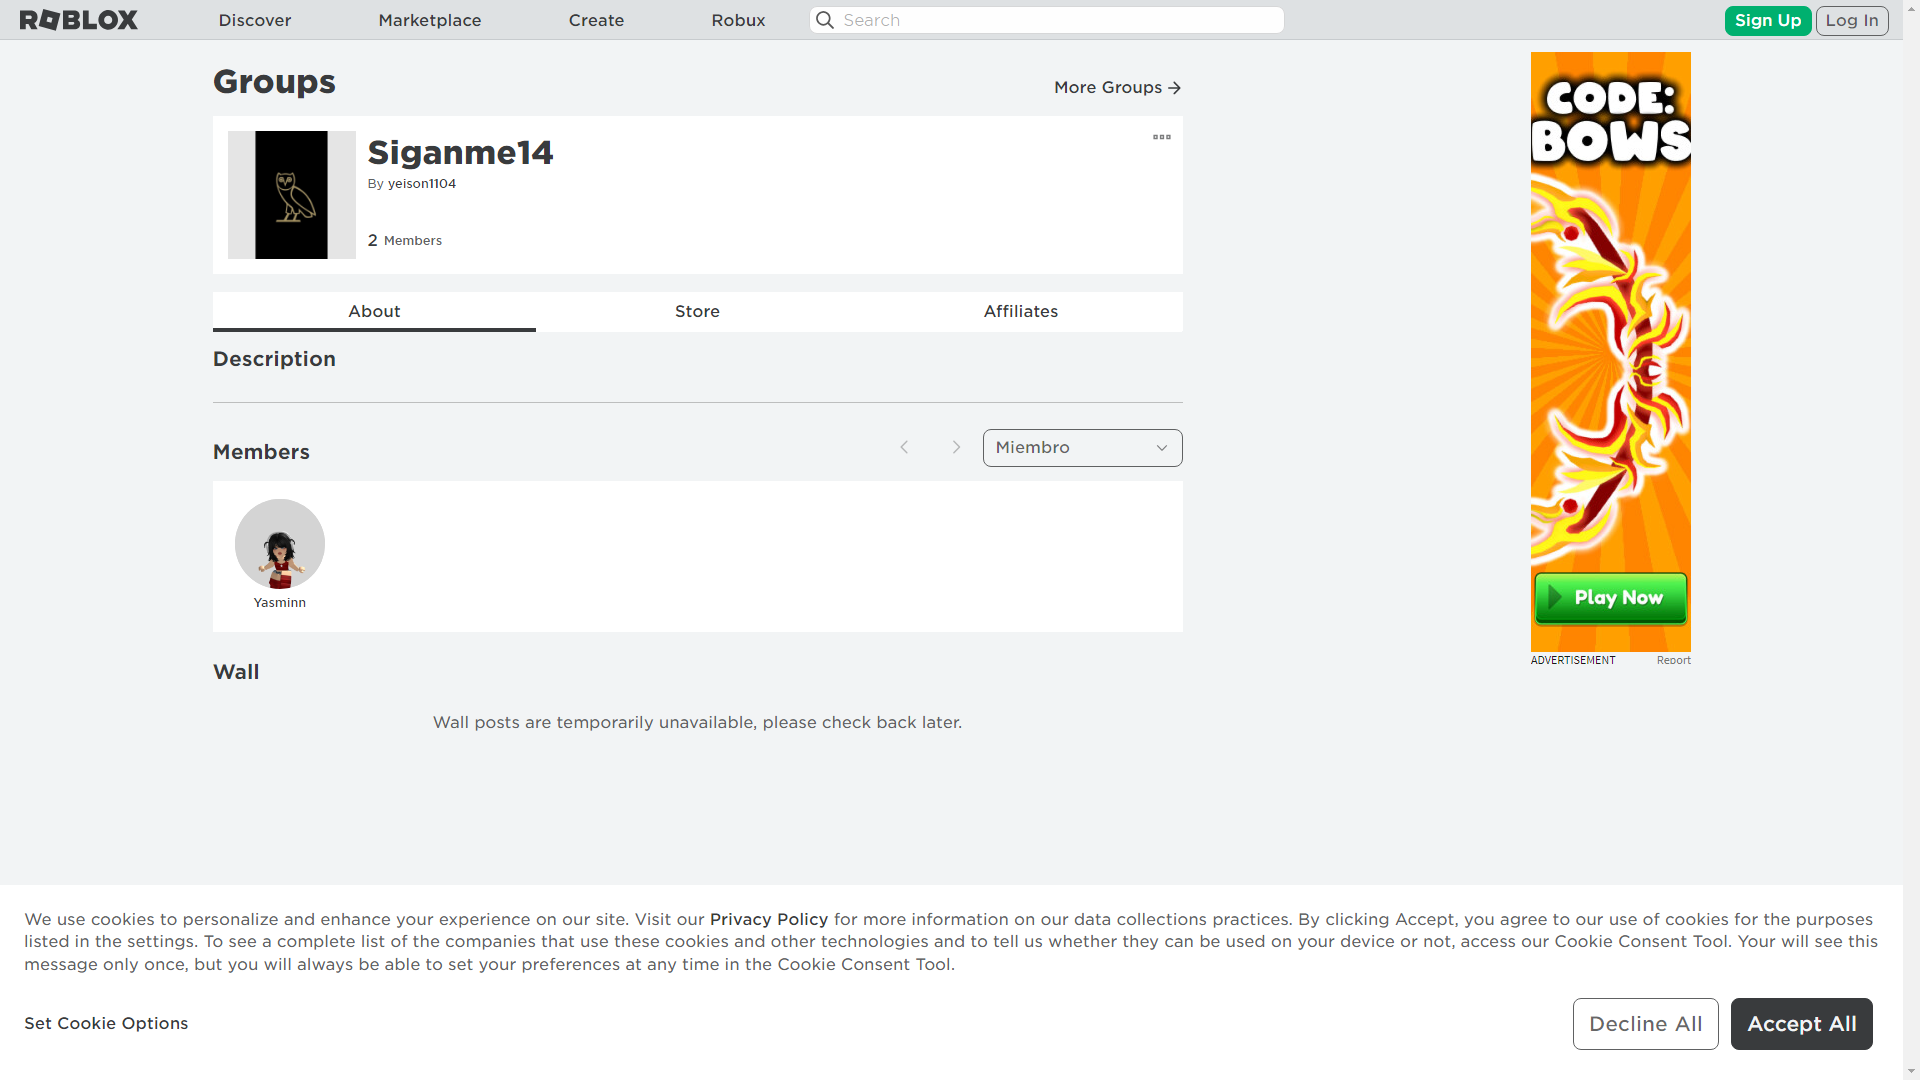 ROBLOX
Discover
Marketplace
Create
Robux
Search
Sign Up
Log In
Groups
More Groups
Siganme14
By yeison1104
2 Members
About
Store
Affiliates
Description
Members
Miembro
Yasminn
Wall
Wall posts are temporarily unavailable, please check back later.
CODE:
BOWS
Play Now
ADVERTISEMENT
Report
We use cookies to personalize and enhance your experience on our site. Visit our Privacy Policy for more information on our data collections practices. By clicking Accept, you agree to our use of cookies for the purposes
listed in the settings. To see a complete list of the companies that use these cookies and other technologies and to tell us whether they can be used on your device or not, access our Cookie Consent Tool. Your will see this
message only once, but you will always be able to set your preferences at any time in the Cookie Consent Tool.
Set Cookie Options
Decline All
Accept All